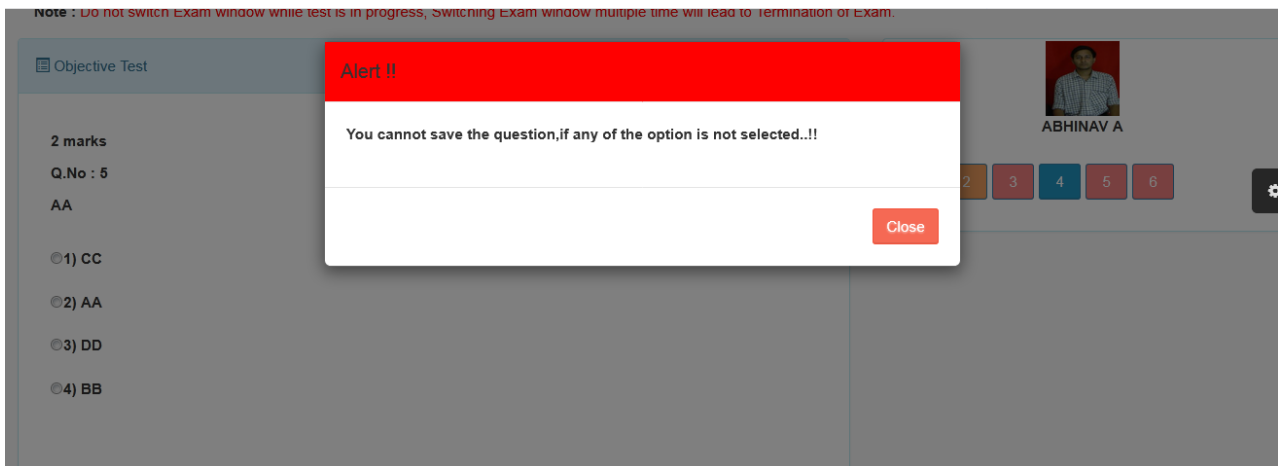 Note : Do not switch Exam window while test is in progress, Switching Exam window multiple time will lead to Termination of Exam.
Objective Test
Alert !!
You cannot save the question,if any of the option is not selected..!!
Close
2 marks
Q.No : 5
AA
1) CC
2) AA
3) DD
4) BB
ABHINAV A
2 3 4 5 6